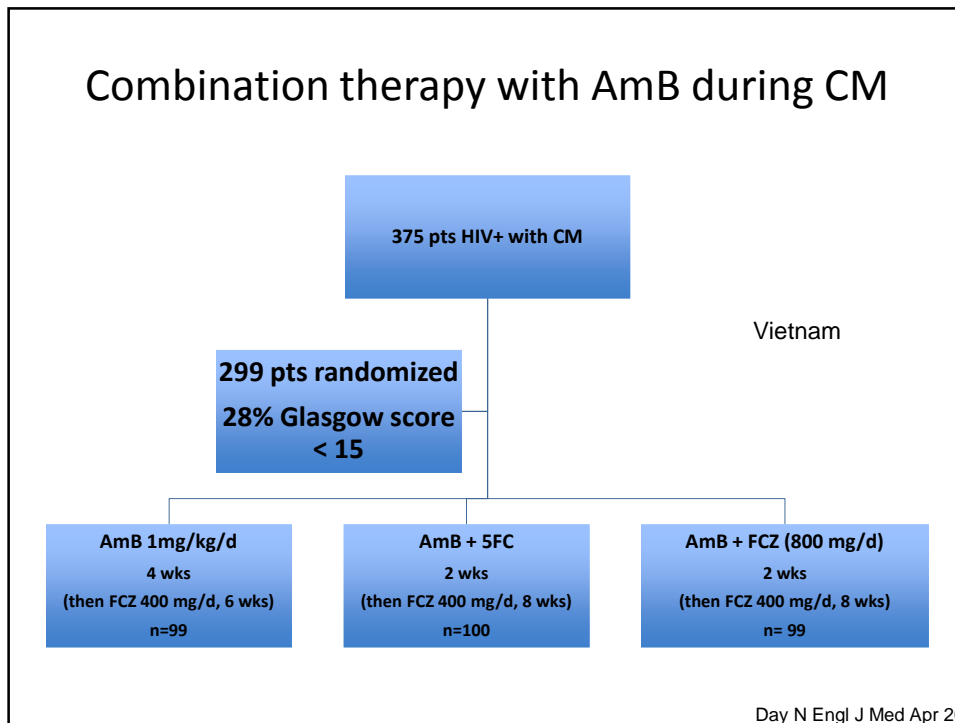 Combination therapy with AmB during CM
375 pts HIV+ with CM
Vietnam
299 pts randomized
28% Glasgow score
< 15
AmB 1mg/kg/d
4 wks
(then FCZ 400 mg/d, 6 wks)
n=99
AmB + 5FC
2 wks
(then FCZ 400 mg/d, 8 wks)
n=100
AmB + FCZ (800 mg/d)
2 wks
(then FCZ 400 mg/d, 8 wks)
n= 99
Day N Engl J Med Apr